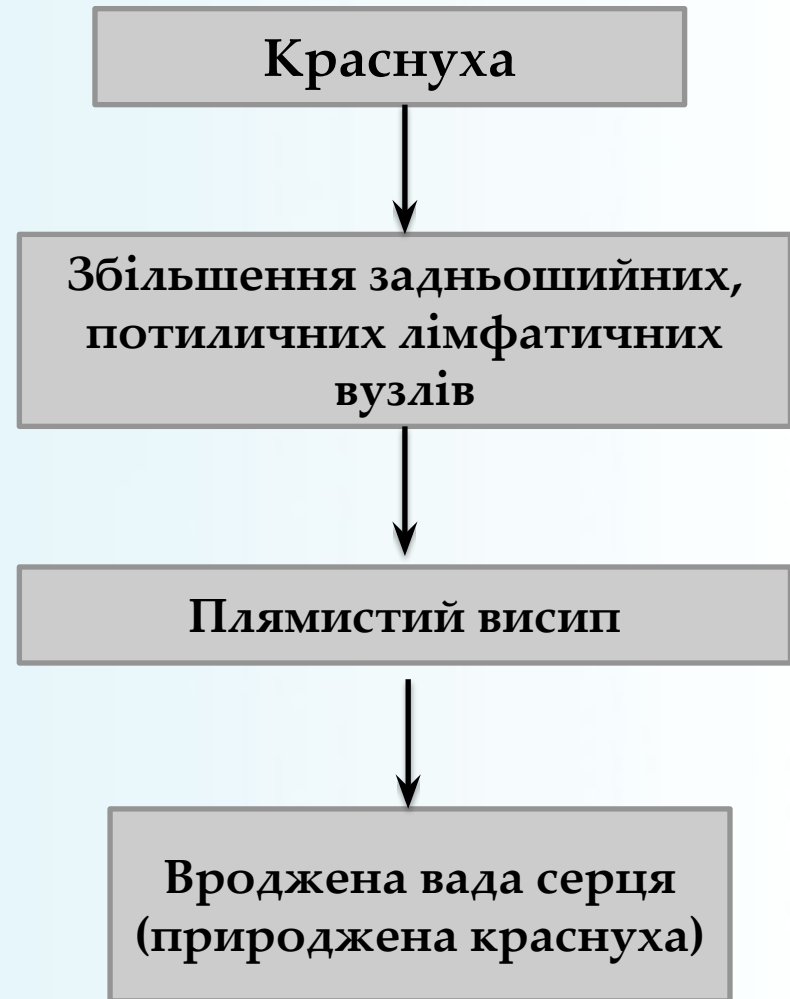 Краснуха
Збільшення задньошийних,
потиличних лімфатичних
вузлів
Плямистий висип
Вроджена вада серця
(природжена краснуха)